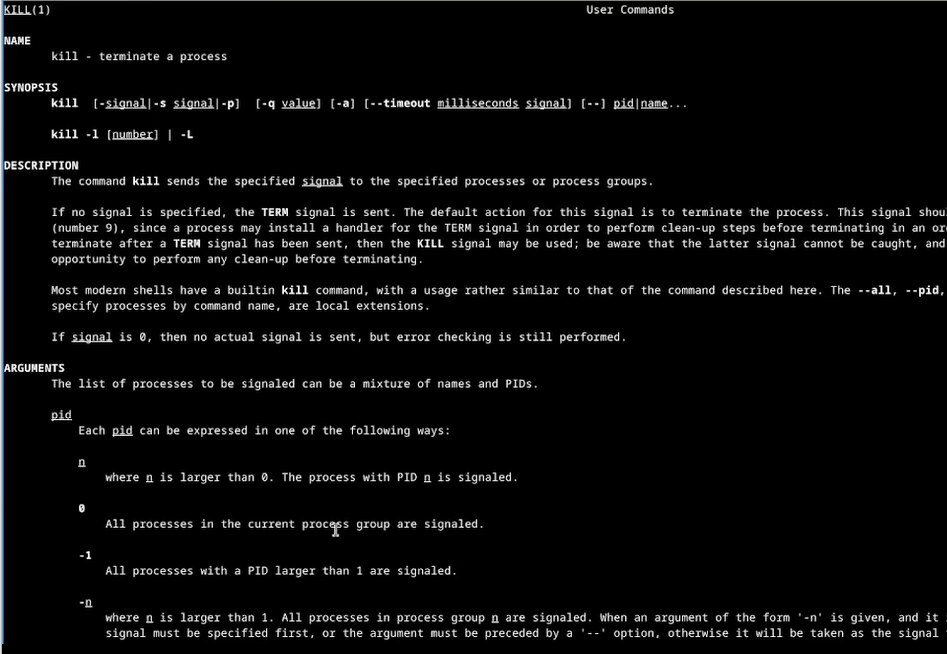 KILL(1) User Commands
NAME
kill - terminate a process
SYNOPSIS
kill [-signal|-s signal|-p] [-q value] [-a] [--timeout milliseconds signal] [--] pid|name...
kill -l [number] | -L
DESCRIPTION
The command kill sends the specified signal to the specified processes or process groups.
If no signal is specified, the TERM signal is sent. The default action for this signal is to terminate the process. This signal shou
(number 9), since a process may install a handler for the TERM signal in order to perform clean-up steps before terminating in an or
terminate after a TERM signal has been sent, then the KILL signal may be used; be aware that the latter signal cannot be caught, and
opportunity to perform any clean-up before terminating.
Most modern shells have a builtin kill command, with a usage rather similar to that of the command described here. The --all, --pid,
specify processes by command name, are local extensions.
If signal is 0, then no actual signal is sent, but error checking is still performed.
ARGUMENTS
The list of processes to be signaled can be a mixture of names and PIDs.
pid
Each pid can be expressed in one of the following ways:
n
where n is larger than 0. The process with PID n is signaled.
0
All processes in the current process group are signaled.
-1
All processes with a PID larger than 1 are signaled.
-n
where n is larger than 1. All processes in process group n are signaled. When an argument of the form '-n' is given, and it
signal must be specified first, or the argument must be preceded by a '--' option, otherwise it will be taken as the signal